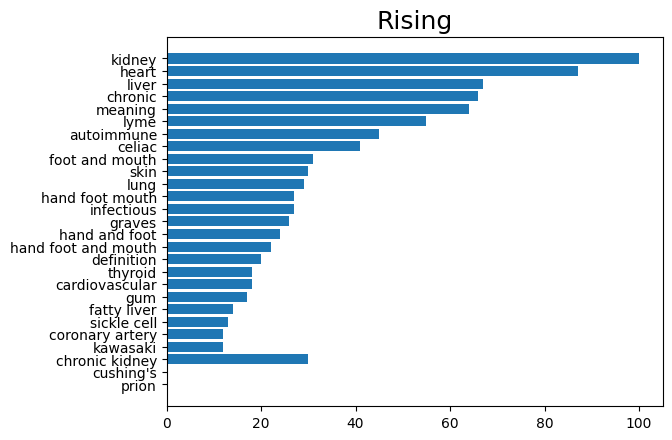 Rising
kidney
heart
liver
chronic
meaning
lyme
autoimmune
celiac
foot and mouth
skin
lung
hand foot mouth
infectious
graves
hand and foot
hand foot and mouth
definition
thyroid
cardiovascular
gum
fatty liver
sickle cell
coronary artery
kawasaki
chronic kidney
cushing's
prion
0 20 40 60 80 100